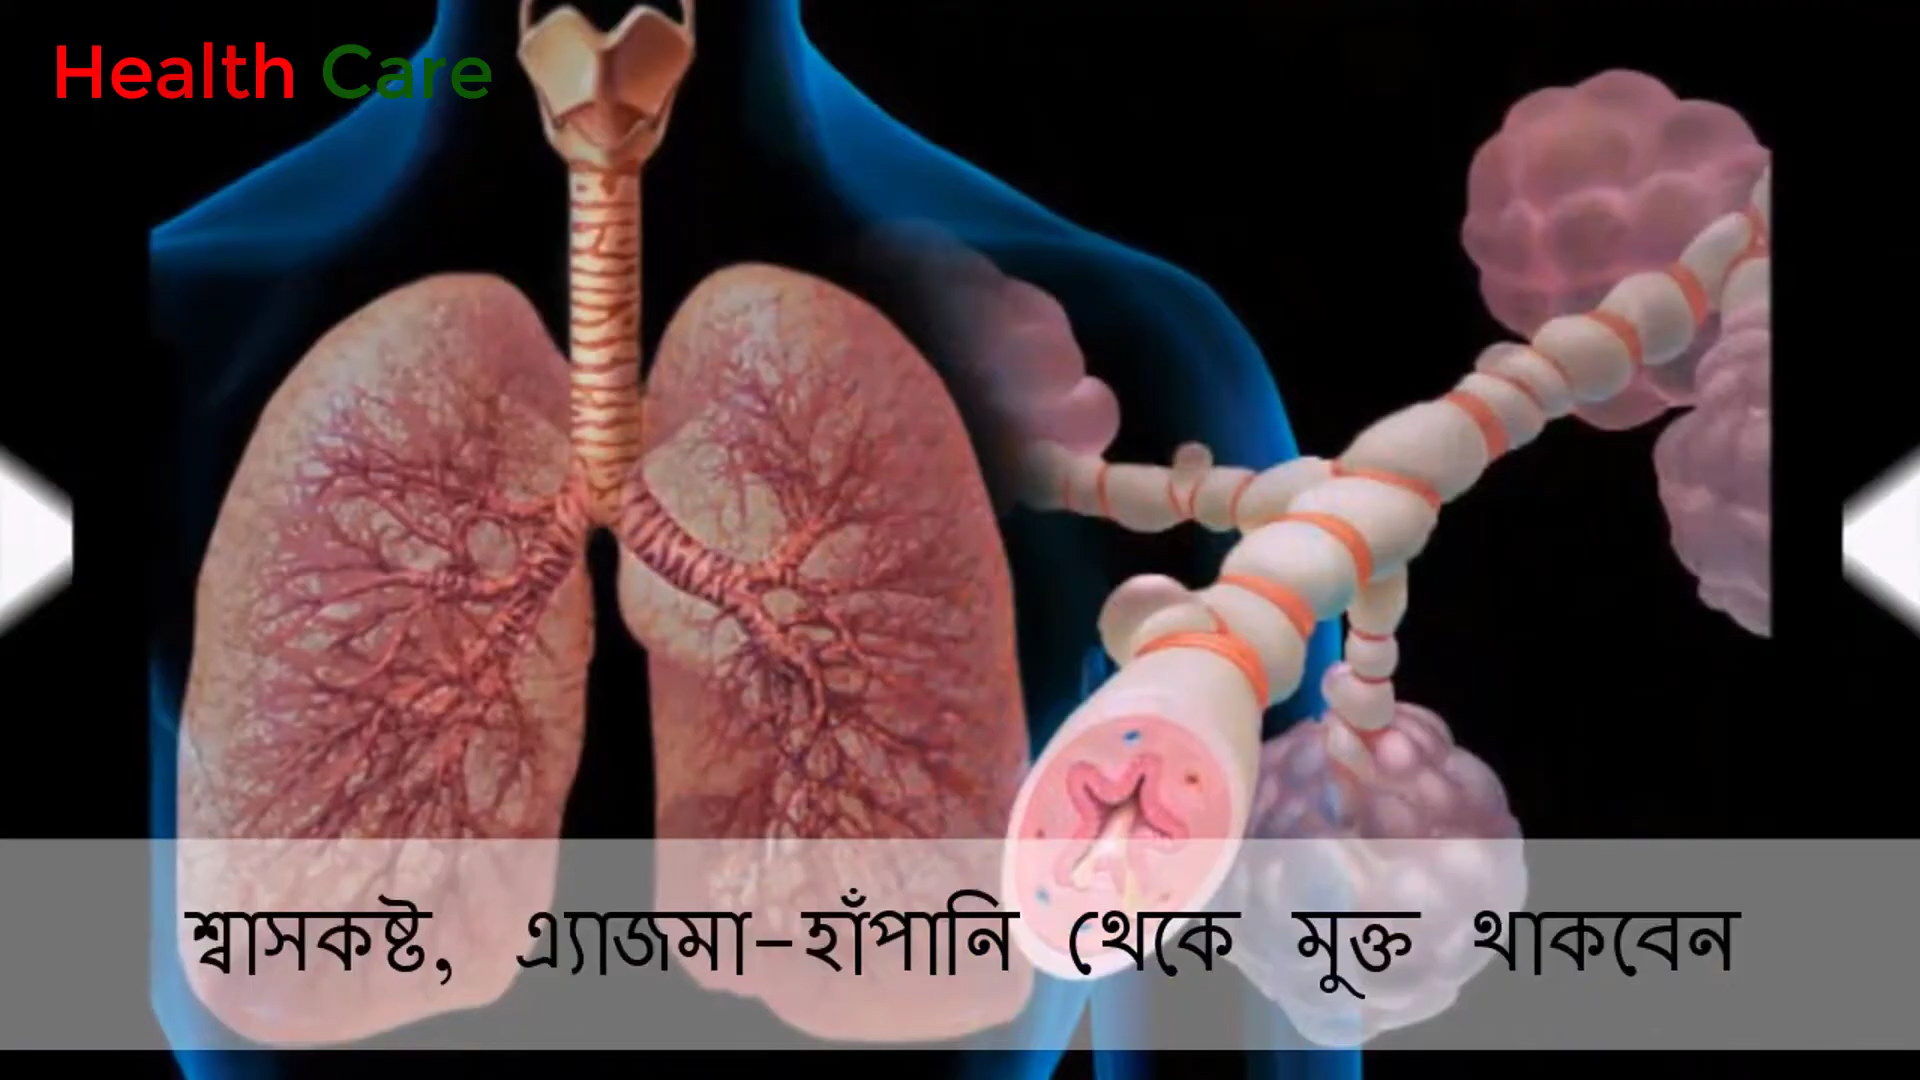 Health Care
শ্বাসকষ্ট, এ্যাজমা-হাঁপানি থেকে মুক্ত থাকবেন